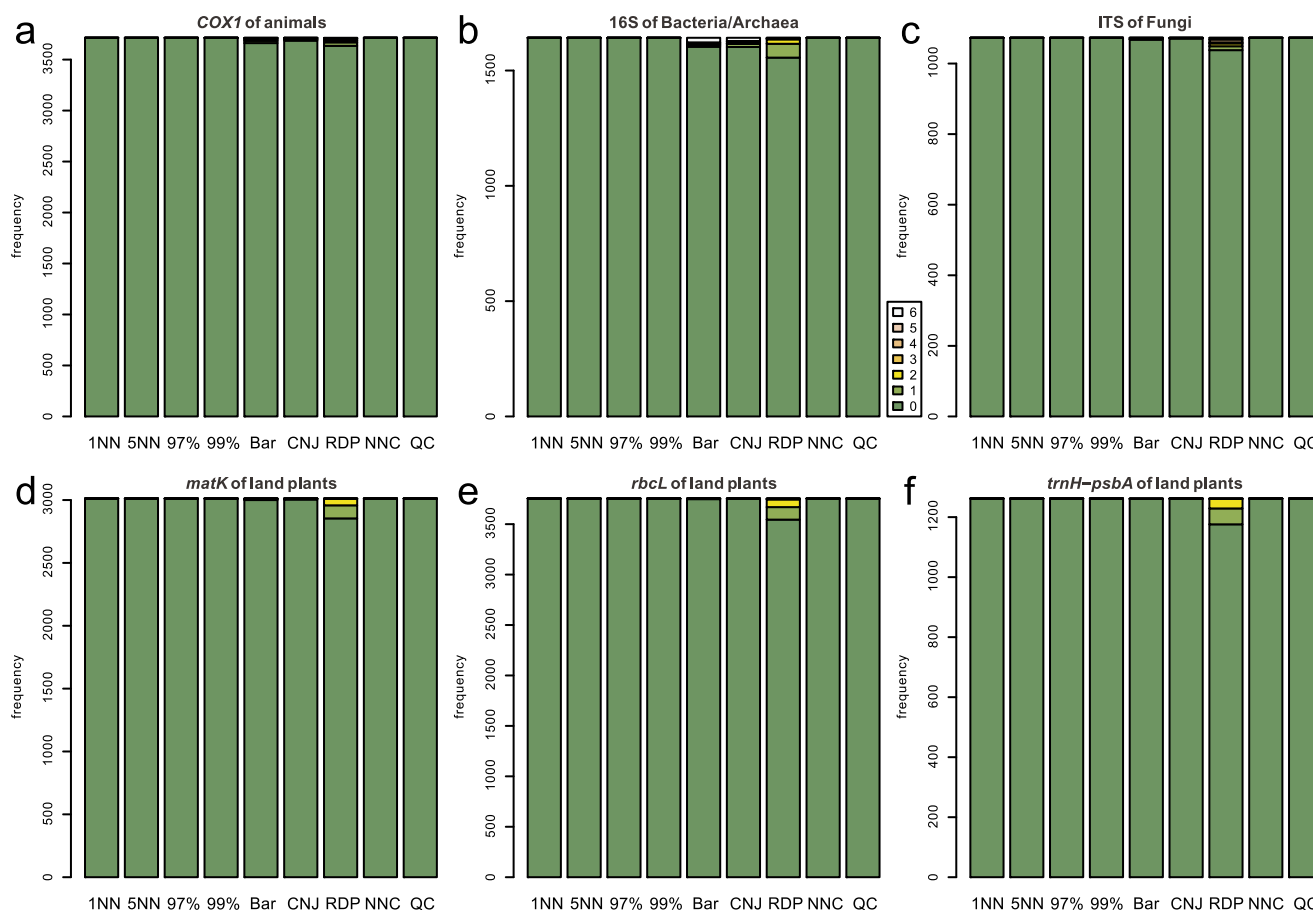 a
COX1 of animals
frequency
0
500
1000
1500
2000
2500
3000
3500
1NN 5NN 97% 99% Bar CNJ RDP NNC QC
b
16S of Bacteria/Archaea
frequency
0
500
1000
1500
1NN 5NN 97% 99% Bar CNJ RDP NNC QC
6
5
4
3
2
1
0
c
ITS of Fungi
frequency
0
200
400
600
800
1000
1NN 5NN 97% 99% Bar CNJ RDP NNC QC
d
matK of land plants
frequency
0
500
1000
1500
2000
2500
3000
1NN 5NN 97% 99% Bar CNJ RDP NNC QC
e
rbcL of land plants
frequency
0
500
1000
1500
2000
2500
3000
3500
1NN 5NN 97% 99% Bar CNJ RDP NNC QC
f
trnH−psbA of land plants
frequency
0
200
400
600
800
1000
1200
1NN 5NN 97% 99% Bar CNJ RDP NNC QC